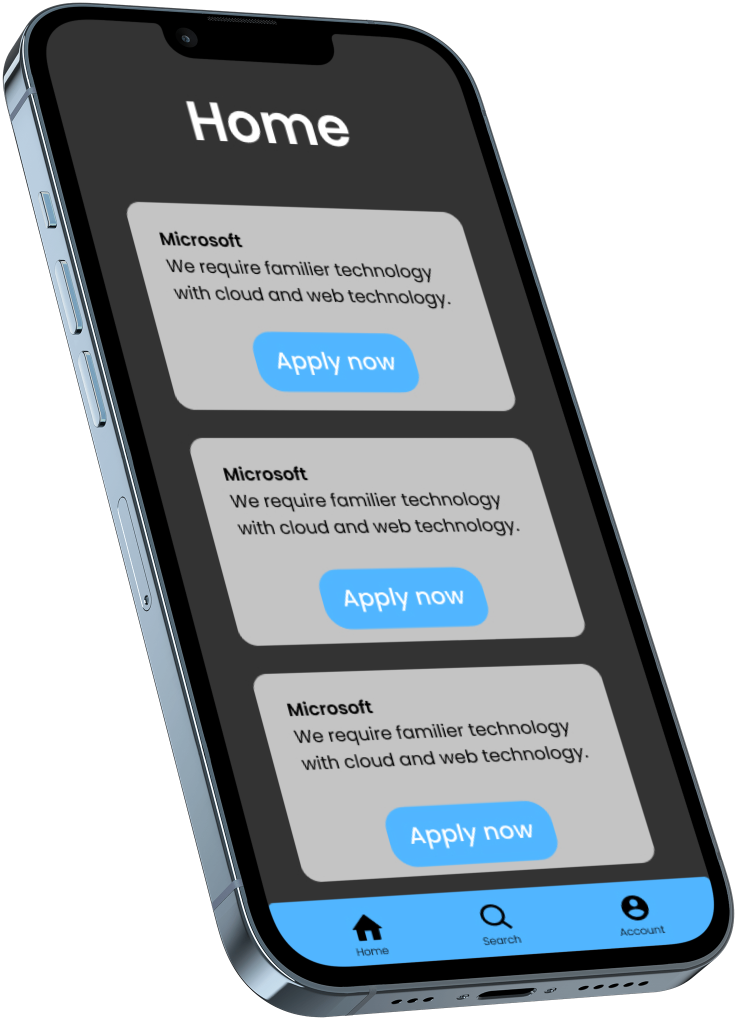 Home
Microsoft
We require familier technology
with cloud and web technology.
Apply now
Microsoft
We require familier technology
with cloud and web technology.
Apply now
Microsoft
We require familier technology
with cloud and web technology.
Apply now
Home
Search
Account